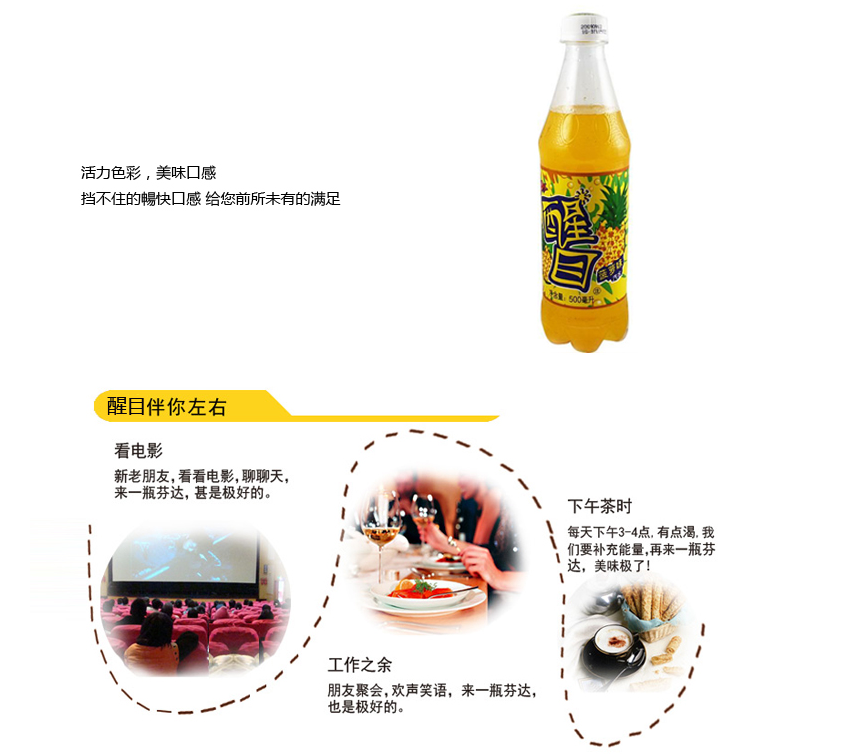 活力色彩，美味口感
挡不住的暢快口感 给您前所未有的满足
醒目
菠萝味
净含量：500毫升
醒目伴你左右
看电影
新老朋友，看看电影，聊聊天，
来一瓶芬达，甚是极好的。
下午茶时
每天下午3-4点，有点渴，我
们要补充能量，再来一瓶芬
达，美味极了！
工作之余
朋友聚会，欢声笑语，来一瓶芬达，
也是极好的。